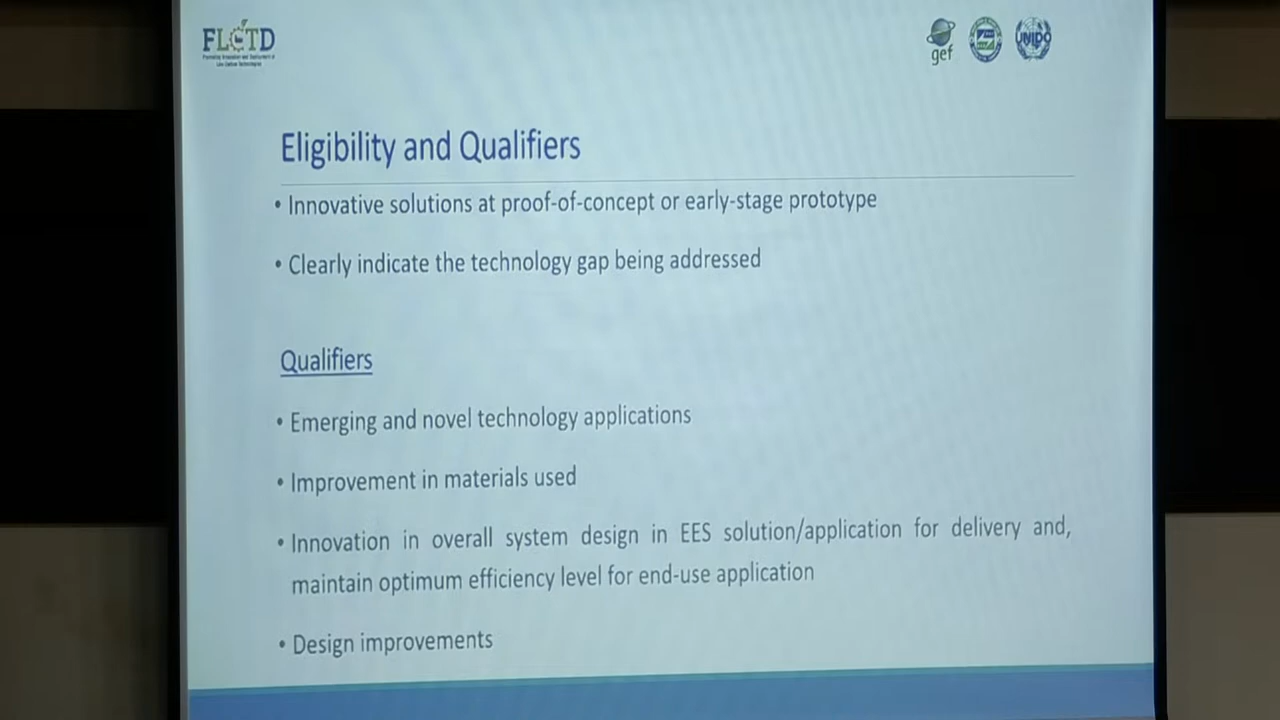 FLCTD
gef
UNIDO
Eligibility and Qualifiers
• Innovative solutions at proof-of-concept or early-stage prototype
• Clearly indicate the technology gap being addressed
Qualifiers
• Emerging and novel technology applications
• Improvement in materials used
• Innovation in overall system design in EES solution/application for delivery and,
maintain optimum efficiency level for end-use application
• Design improvements